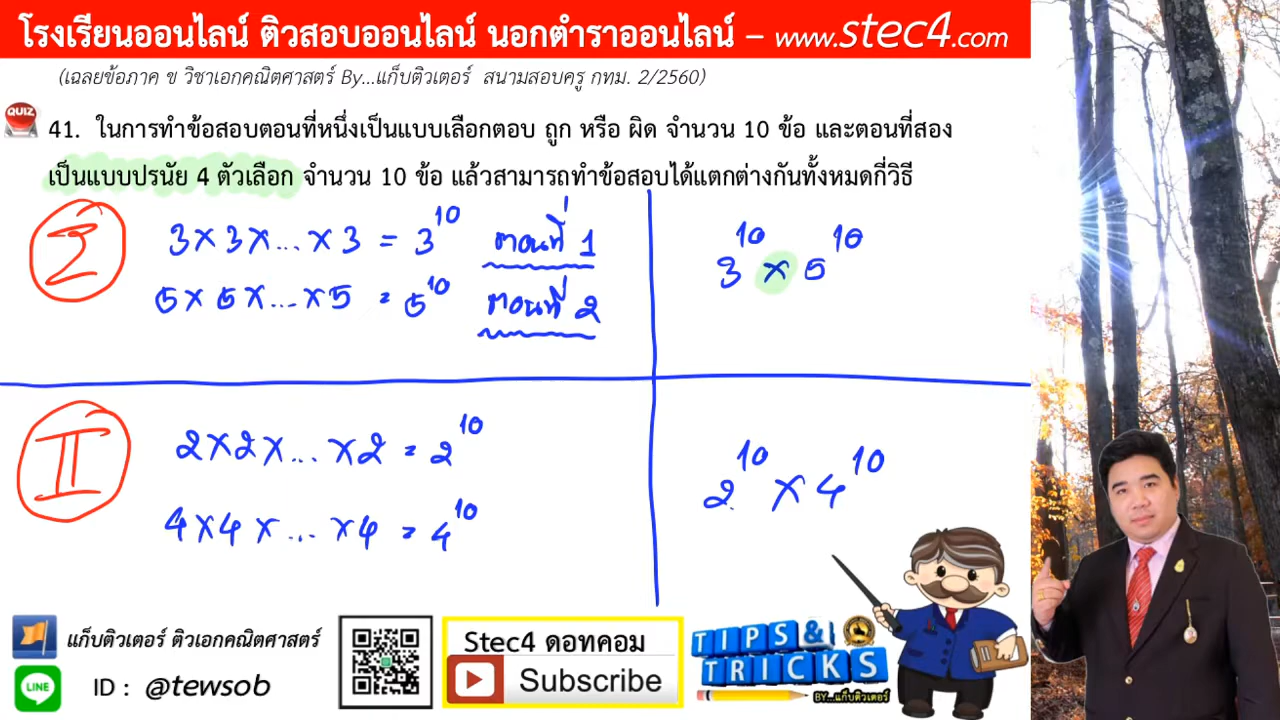 โรงเรียนออนไลน์ ติวสอบออนไลน์ นอกตำราออนไลน์ – www.stec4.com
(เฉลยข้อภาค ข วิชาเอกคณิตศาสตร์ By...แก็บติวเตอร์ สนามสอบครู กทม. 2/2560)
QUIZ
41. ในการทำข้อสอบตอนที่หนึ่งเป็นแบบเลือกตอบ ถูก หรือ ผิด จำนวน 10 ข้อ และตอนที่สอง
เป็นแบบปรนัย 4 ตัวเลือก จำนวน 10 ข้อ แล้วสามารถทำข้อสอบได้แตกต่างกันทั้งหมดกี่วิธี
I
3×3×...×3 = 3^10 ตอนที่ 1
5×5×...×5 = 5^10 ตอนที่ 2
3^10 × 5^10
II
2×2×...×2 = 2^10
4×4×...×4 = 4^10
2^10 × 4^10
แก็บติวเตอร์ ติวเอกคณิตศาสตร์
LINE
ID : @tewsob
Stec4 ดอทคอม
Subscribe
TIPS &
TRICKS
BY...แก็บติวเตอร์